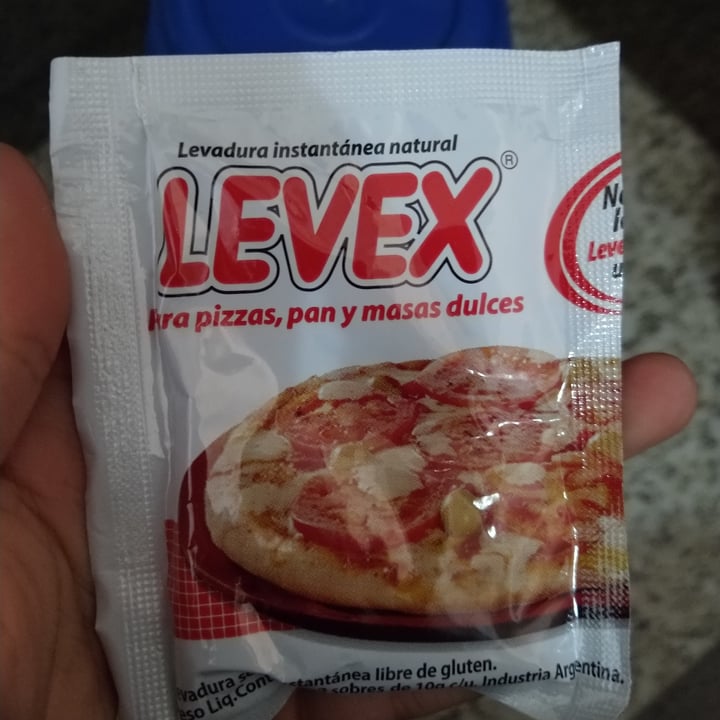 Levadura instantánea natural
LEVEX®
pizzas, pan y masas dulces
instantánea libre de gluten.
sobres de 10g c/u. Industria Argentina.